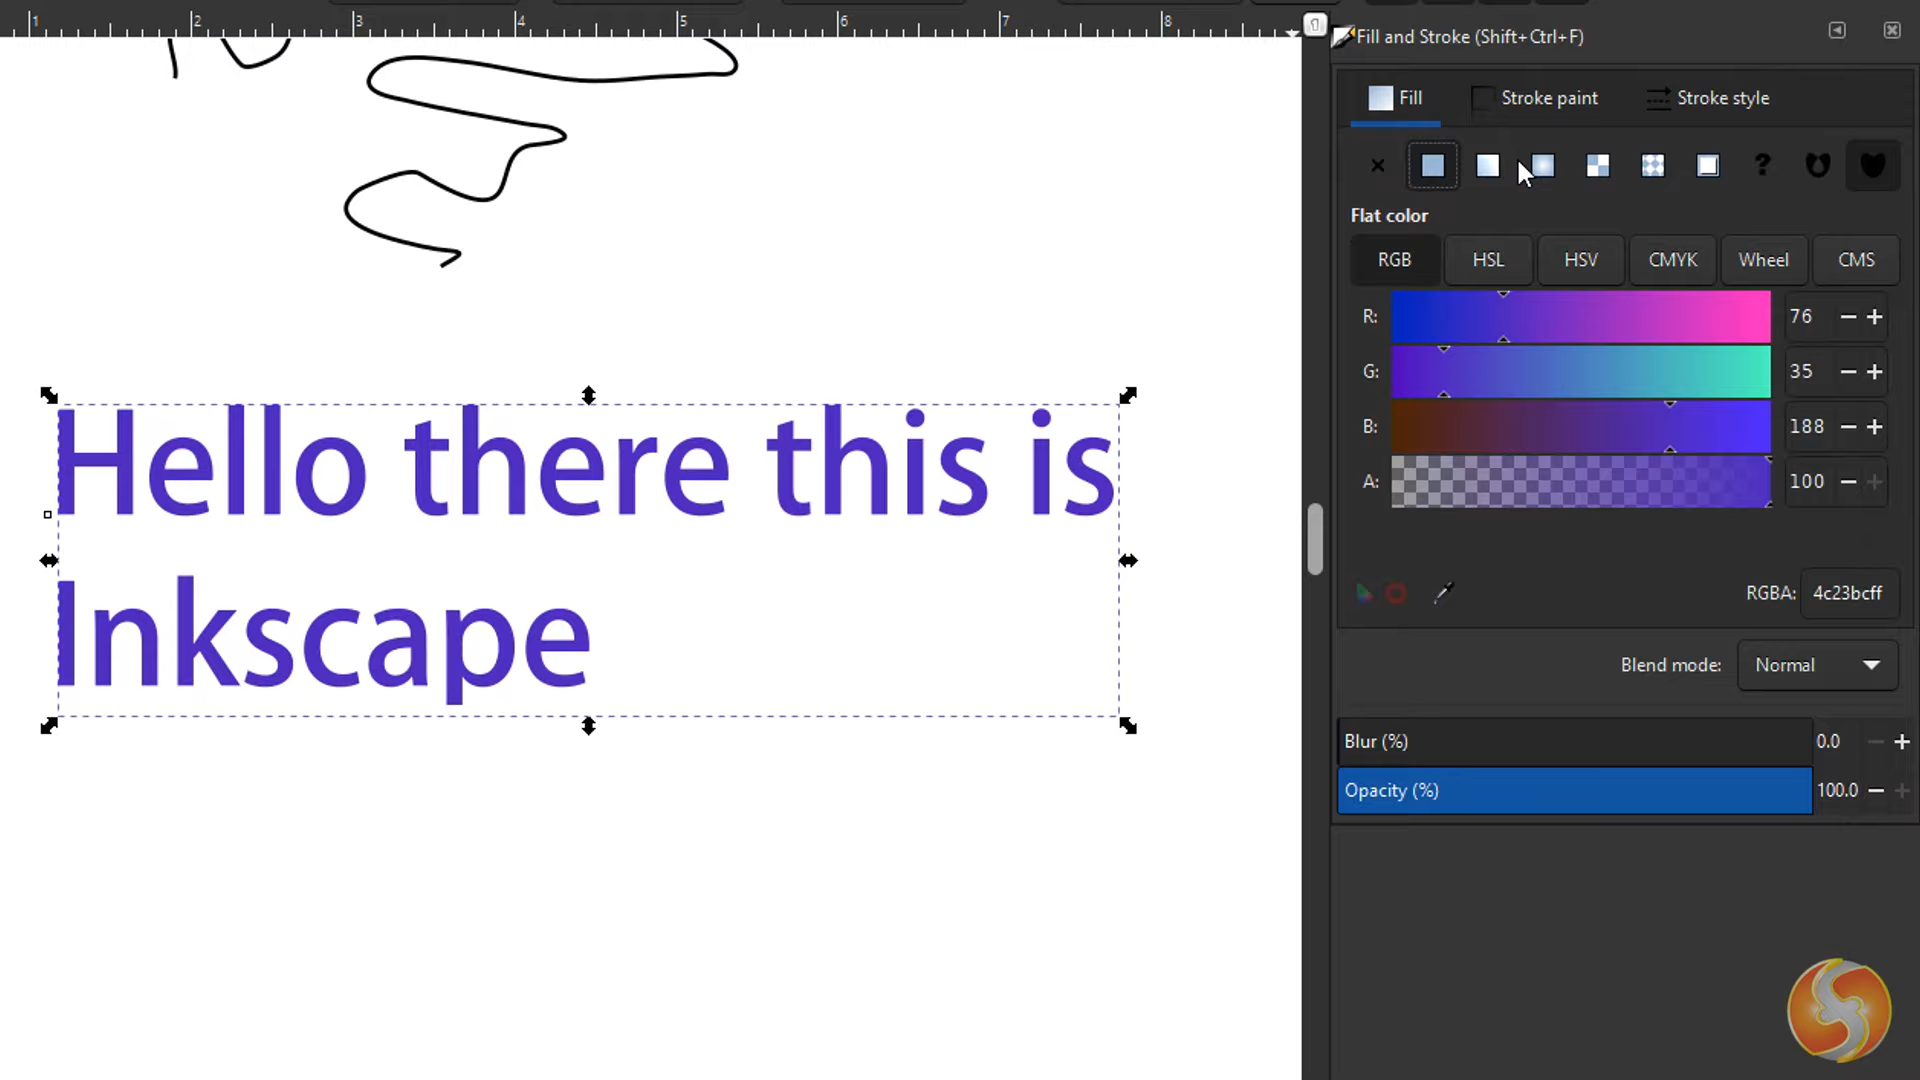 1 2 3 4 5 6 7 8
Fill and Stroke (Shift+Ctrl+F)
Fill Stroke paint Stroke style
Flat color
RGB HSL HSV CMYK Wheel CMS
R: 76
G: 35
B: 188
A: 100
RGBA: 4c23bcff
Blend mode: Normal
Blur (%) 0.0
Opacity (%) 100.0
Hello there this is
Inkscape